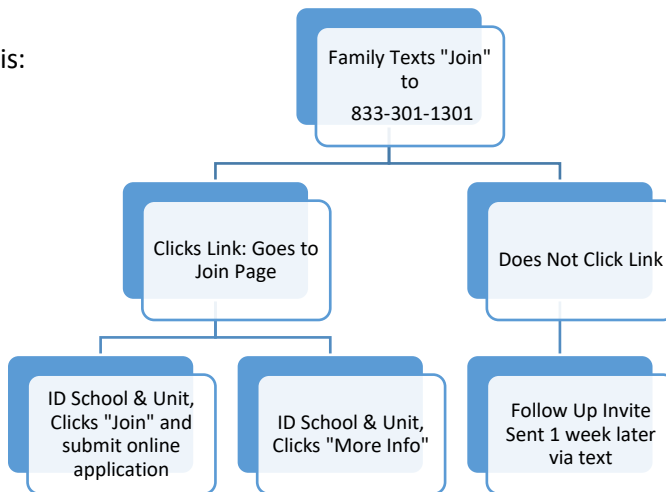 is:
Family Texts "Join"
to
833-301-1301
Clicks Link: Goes to
Join Page
Does Not Click Link
ID School & Unit,
Clicks "Join" and
submit online
application
ID School & Unit,
Clicks "More Info"
Follow Up Invite
Sent 1 week later
via text